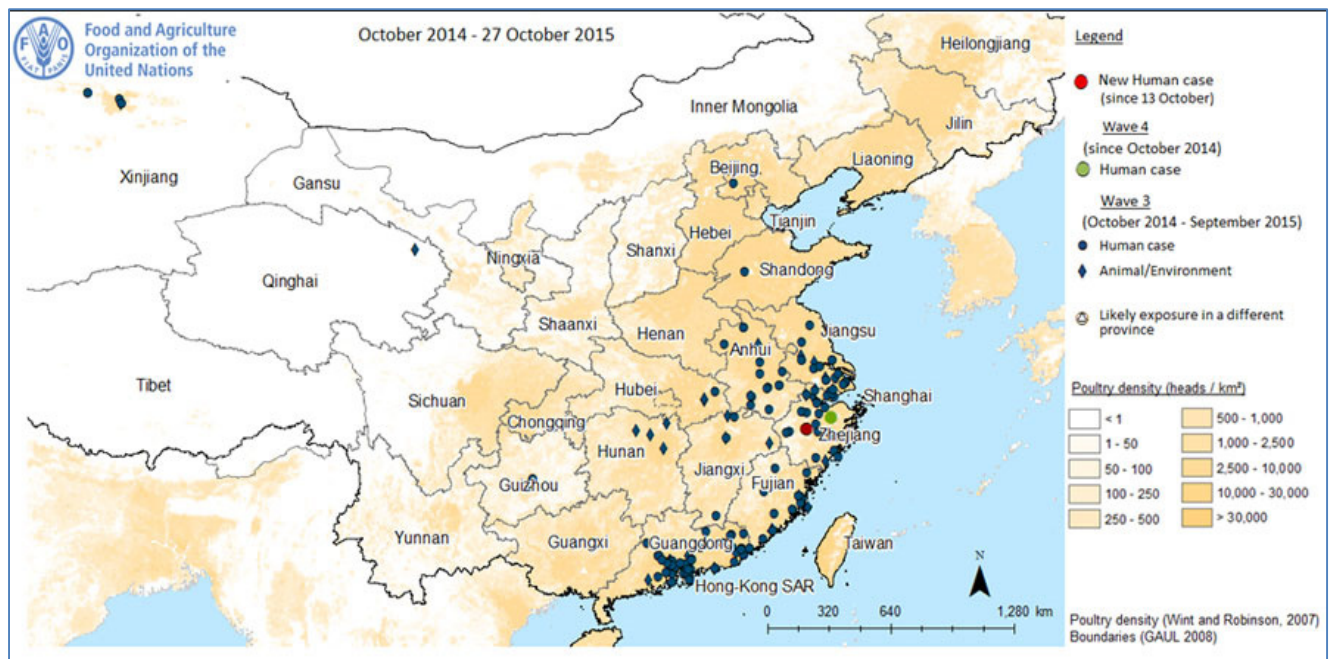 Food and Agriculture
Organization of the
United Nations
F A O
FIAT PANIS
October 2014 - 27 October 2015
Heilongjiang
Inner Mongolia
Jilin
Liaoning
Beijing
Xinjiang
Gansu
Tianjin
Hebei
Shanxi
Ningxia
Shandong
Qinghai
Shaanxi
Henan
Jiangsu
Anhui
Tibet
Hubei
Shanghai
Sichuan
Chongqing
Zhejiang
Hunan
Jiangxi
Guizhou
Fujian
Yunnan
Guangxi
Guangdong
Taiwan
Hong-Kong SAR
N
0 320 640 1,280 km
Legend
New Human case
(since 13 October)
Wave 4
(since October 2014)
Human case
Wave 3
(October 2014 - September 2015)
Human case
Animal/Environment
Likely exposure in a different
province
Poultry density (heads / km²)
< 1 500 - 1,000
1 - 50 1,000 - 2,500
50 - 100 2,500 - 10,000
100 - 250 10,000 - 30,000
250 - 500 > 30,000
Poultry density (Wint and Robinson, 2007)
Boundaries (GAUL 2008)